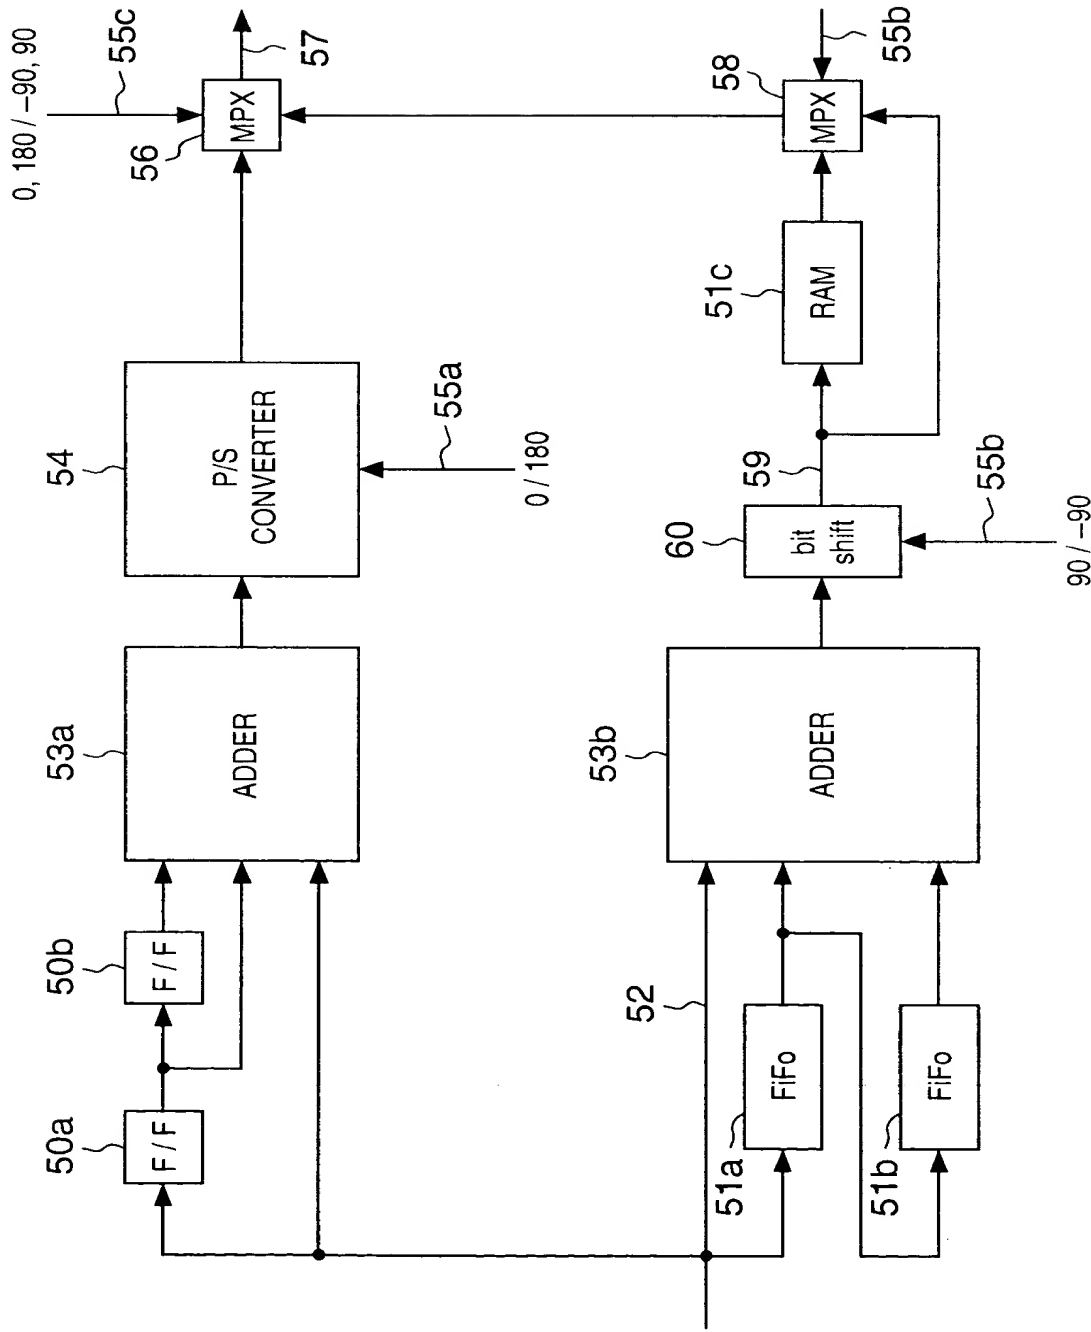 50a
F/F
50b
F/F
53a
ADDER
54
P/S
CONVERTER
55a
0 / 180
0, 180 / –90, 90
55c
56
MPX
57
52
51a
FiFo
51b
FiFo
53b
ADDER
60
bit
shift
59
55b
90 / –90
51c
RAM
58
MPX
55b